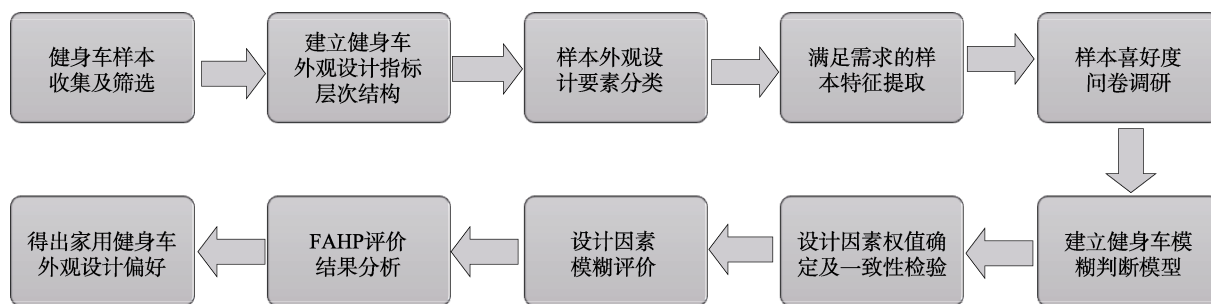 健身车样本
收集及筛选
建立健身车
外观设计指标
层次结构
样本外观设
计要素分类
满足需求的样
本特征提取
样本喜好度
问卷调研
建立健身车模
糊判断模型
设计因素权值确
定及一致性检验
设计因素
模糊评价
FAHP评价
结果分析
得出家用健身车
外观设计偏好